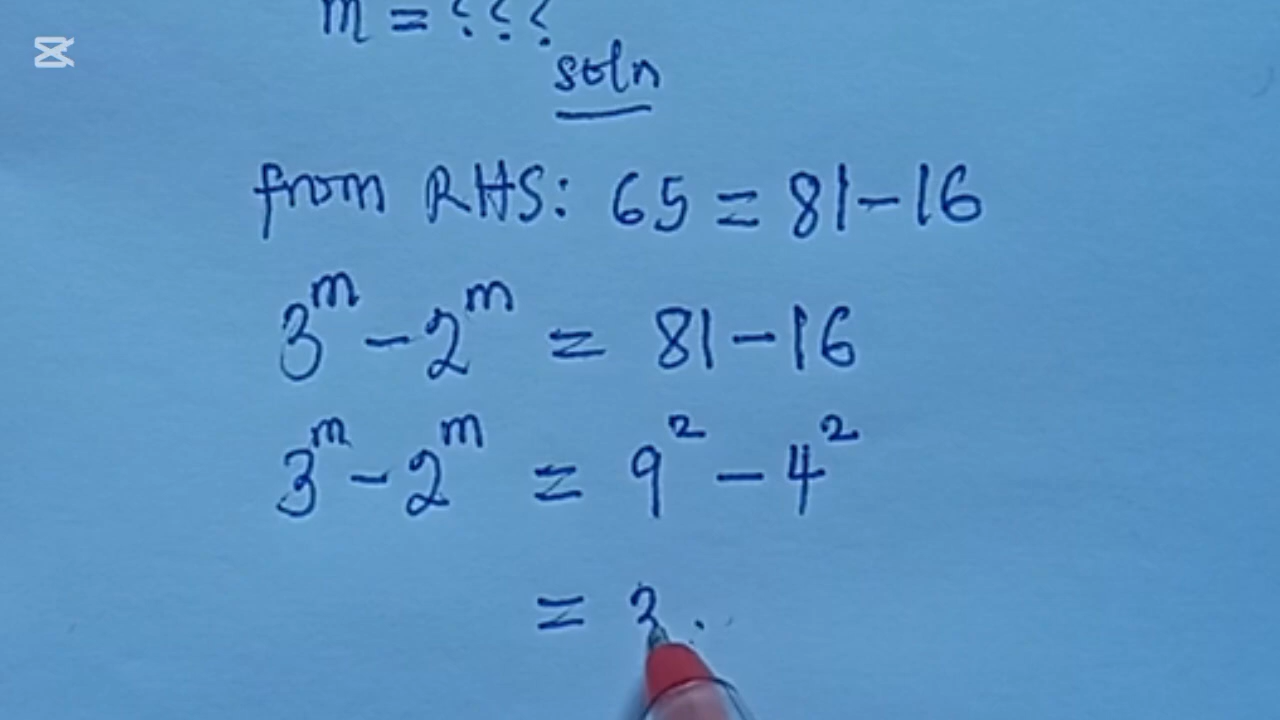 m = ???
soln
from RHS: 65 = 81-16
3^m - 2^m = 81-16
3^m - 2^m = 9^2 - 4^2
= 3